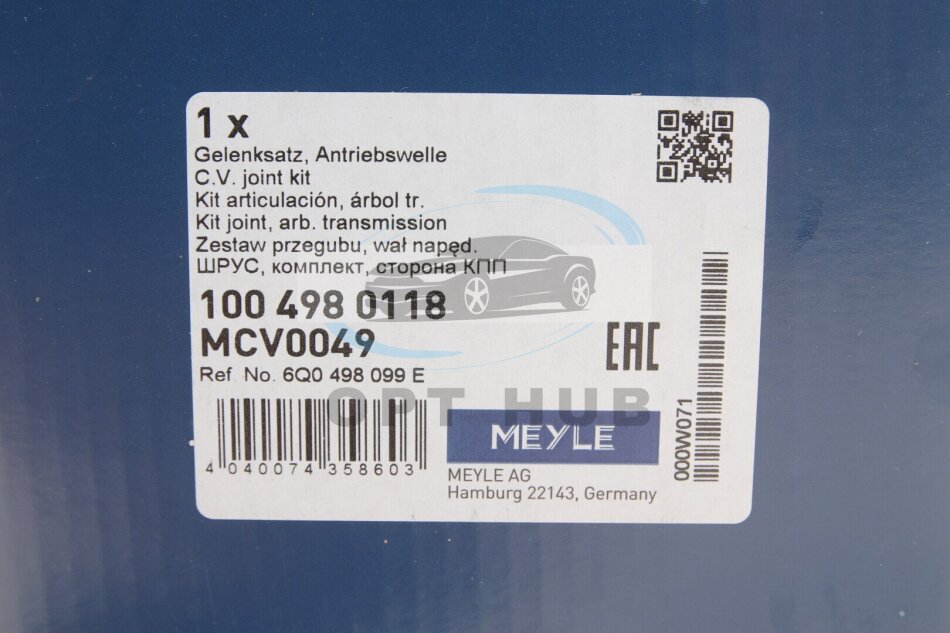 1 x
Gelenksatz, Antriebswelle
C.V. joint kit
Kit articulación, árbol tr.
Kit joint, arb. transmission
Zestaw przegubu, wał napęd.
ШРУС, комплект, сторона КПП
100 498 0118
MCV0049
Ref. No. 6Q0 498 099 E
EAC
OPT HUB
4 040074 358603
MEYLE
MEYLE AG
Hamburg 22143, Germany
000W071